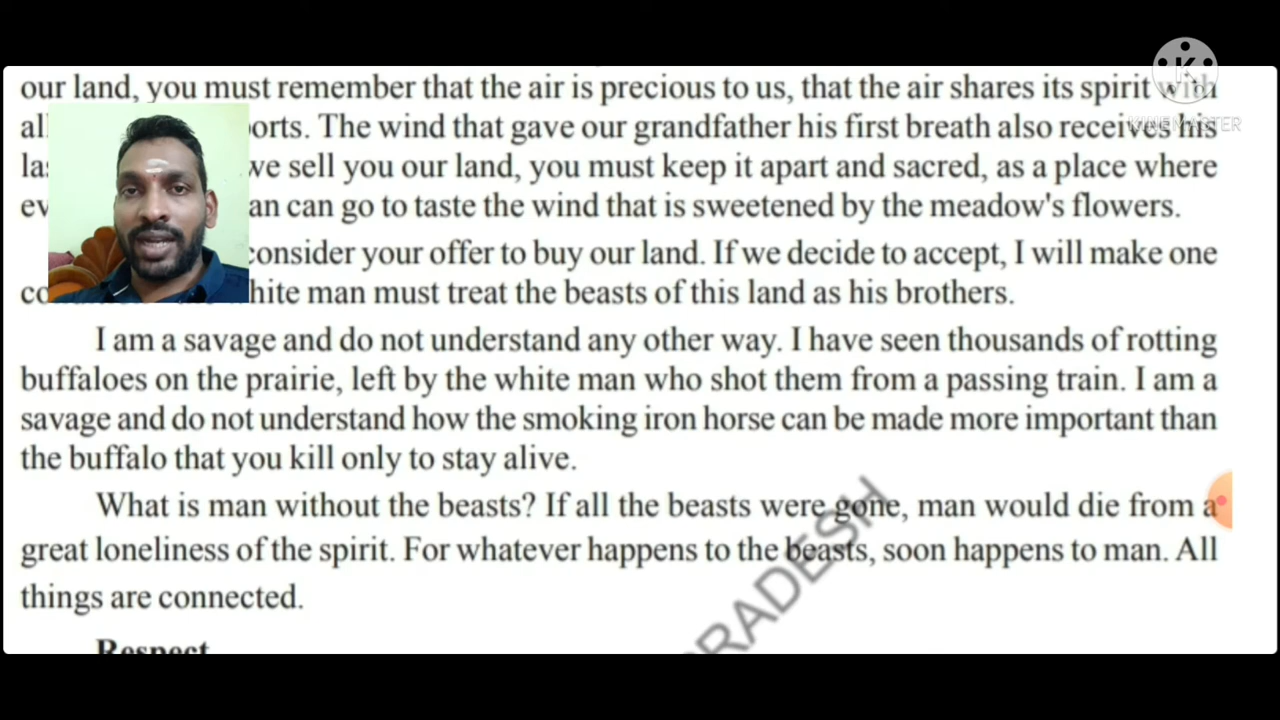 our land, you must remember that the air is precious to us, that the air shares its spirit with
KINEMASTER
al orts. The wind that gave our grandfather his first breath also receives his
la we sell you our land, you must keep it apart and sacred, as a place where
ev an can go to taste the wind that is sweetened by the meadow's flowers.
consider your offer to buy our land. If we decide to accept, I will make one
co hite man must treat the beasts of this land as his brothers.
I am a savage and do not understand any other way. I have seen thousands of rotting
buffaloes on the prairie, left by the white man who shot them from a passing train. I am a
savage and do not understand how the smoking iron horse can be made more important than
the buffalo that you kill only to stay alive.
What is man without the beasts? If all the beasts were gone, man would die from a
great loneliness of the spirit. For whatever happens to the beasts, soon happens to man. All
things are connected.
RADESH
Respect